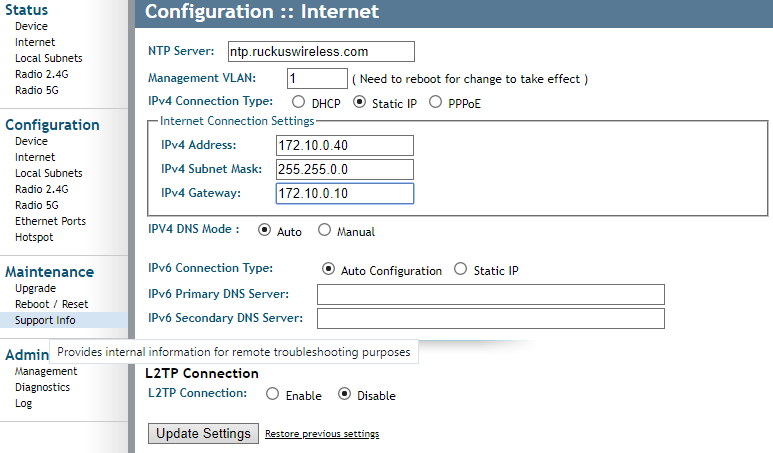 Status
Device
Internet
Local Subnets
Radio 2.4G
Radio 5G
Configuration
Device
Internet
Local Subnets
Radio 2.4G
Radio 5G
Ethernet Ports
Hotspot
Maintenance
Upgrade
Reboot / Reset
Support Info
Provides internal information for remote troubleshooting purposes
Admin
Management
Diagnostics
Log
Configuration :: Internet
NTP Server: ntp.ruckuswireless.com
Management VLAN: 1 ( Need to reboot for change to take effect )
IPv4 Connection Type: DHCP Static IP PPPoE
Internet Connection Settings
IPv4 Address: 172.10.0.40
IPv4 Subnet Mask: 255.255.0.0
IPv4 Gateway: 172.10.0.10
IPV4 DNS Mode : Auto Manual
IPv6 Connection Type: Auto Configuration Static IP
IPv6 Primary DNS Server:
IPv6 Secondary DNS Server:
L2TP Connection
L2TP Connection: Enable Disable
Update Settings Restore previous settings